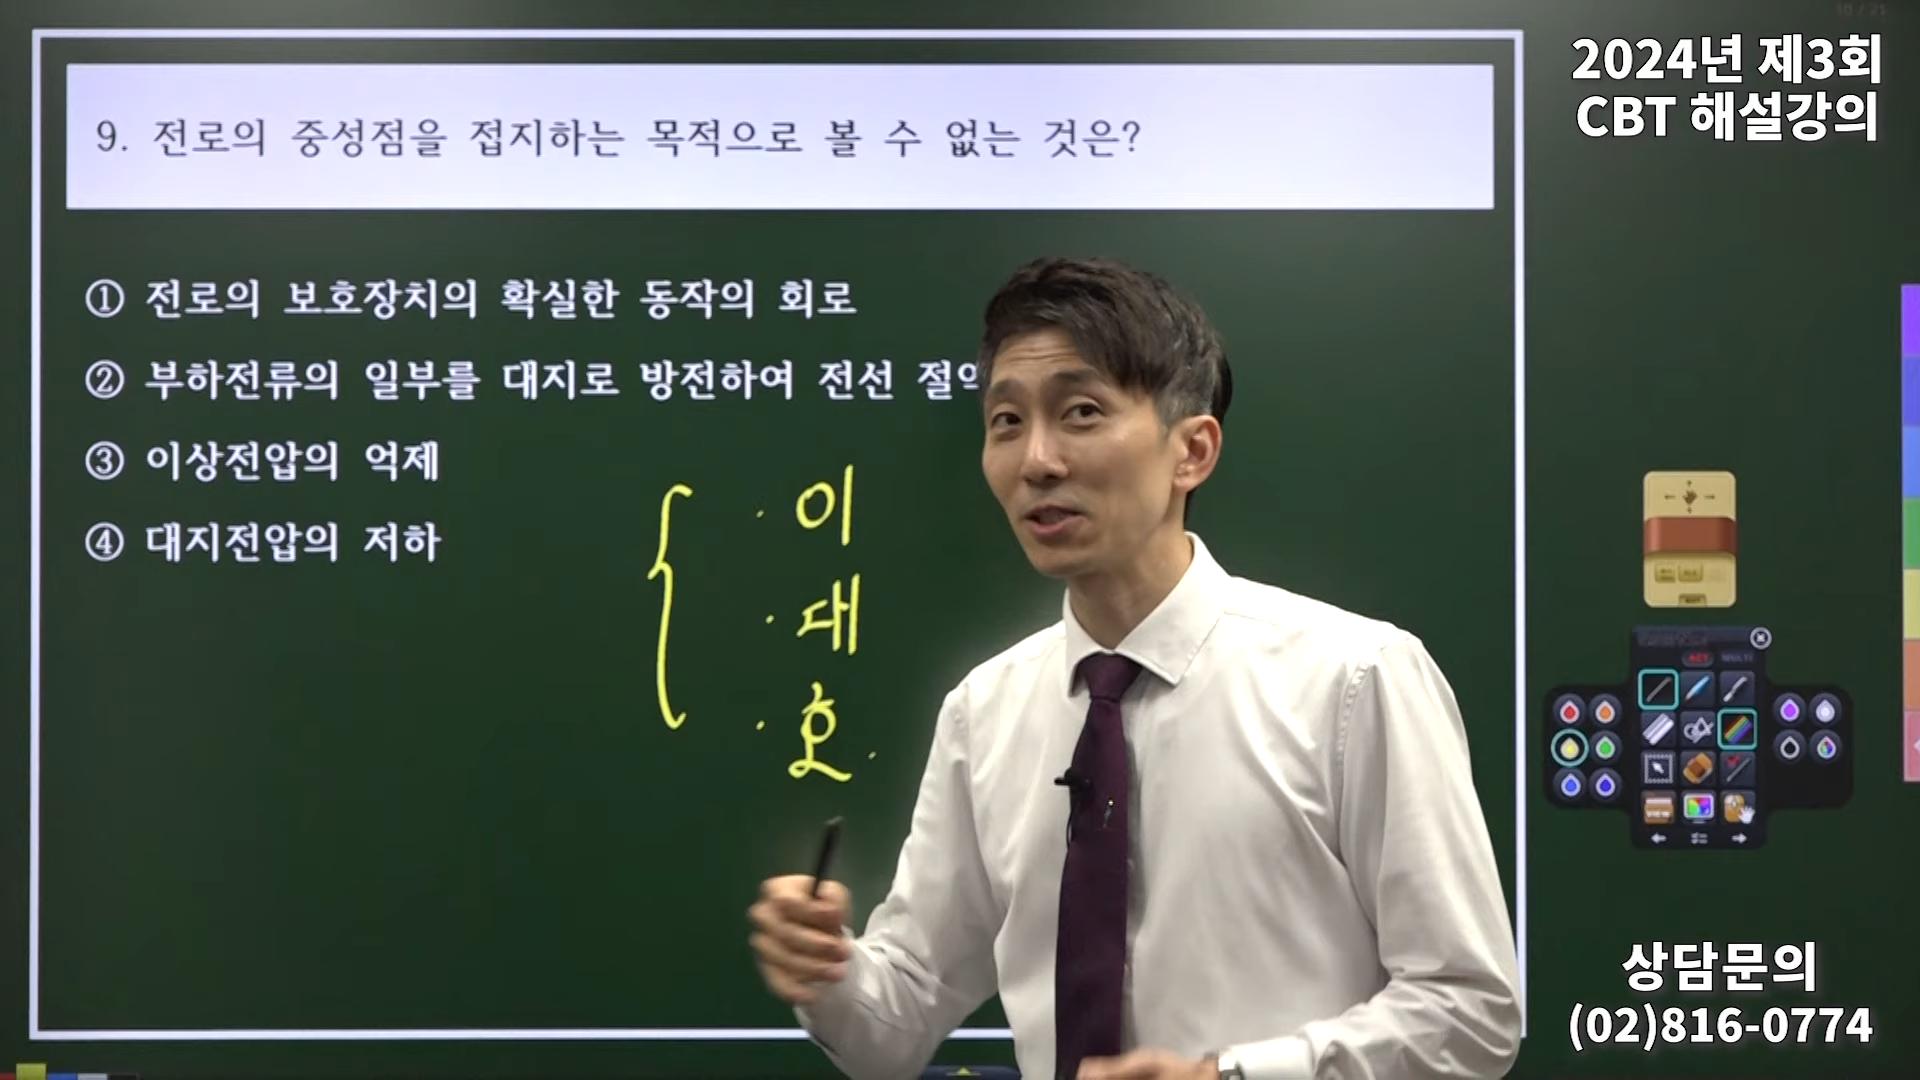 2024년 제3회
CBT 해설강의
9. 전로의 중성점을 접지하는 목적으로 볼 수 없는 것은?
① 전로의 보호장치의 확실한 동작의 회로
② 부하전류의 일부를 대지로 방전하여 전선
③ 이상전압의 억제
④ 대지전압의 저하
이
대
호
상담문의
(02)816-0774